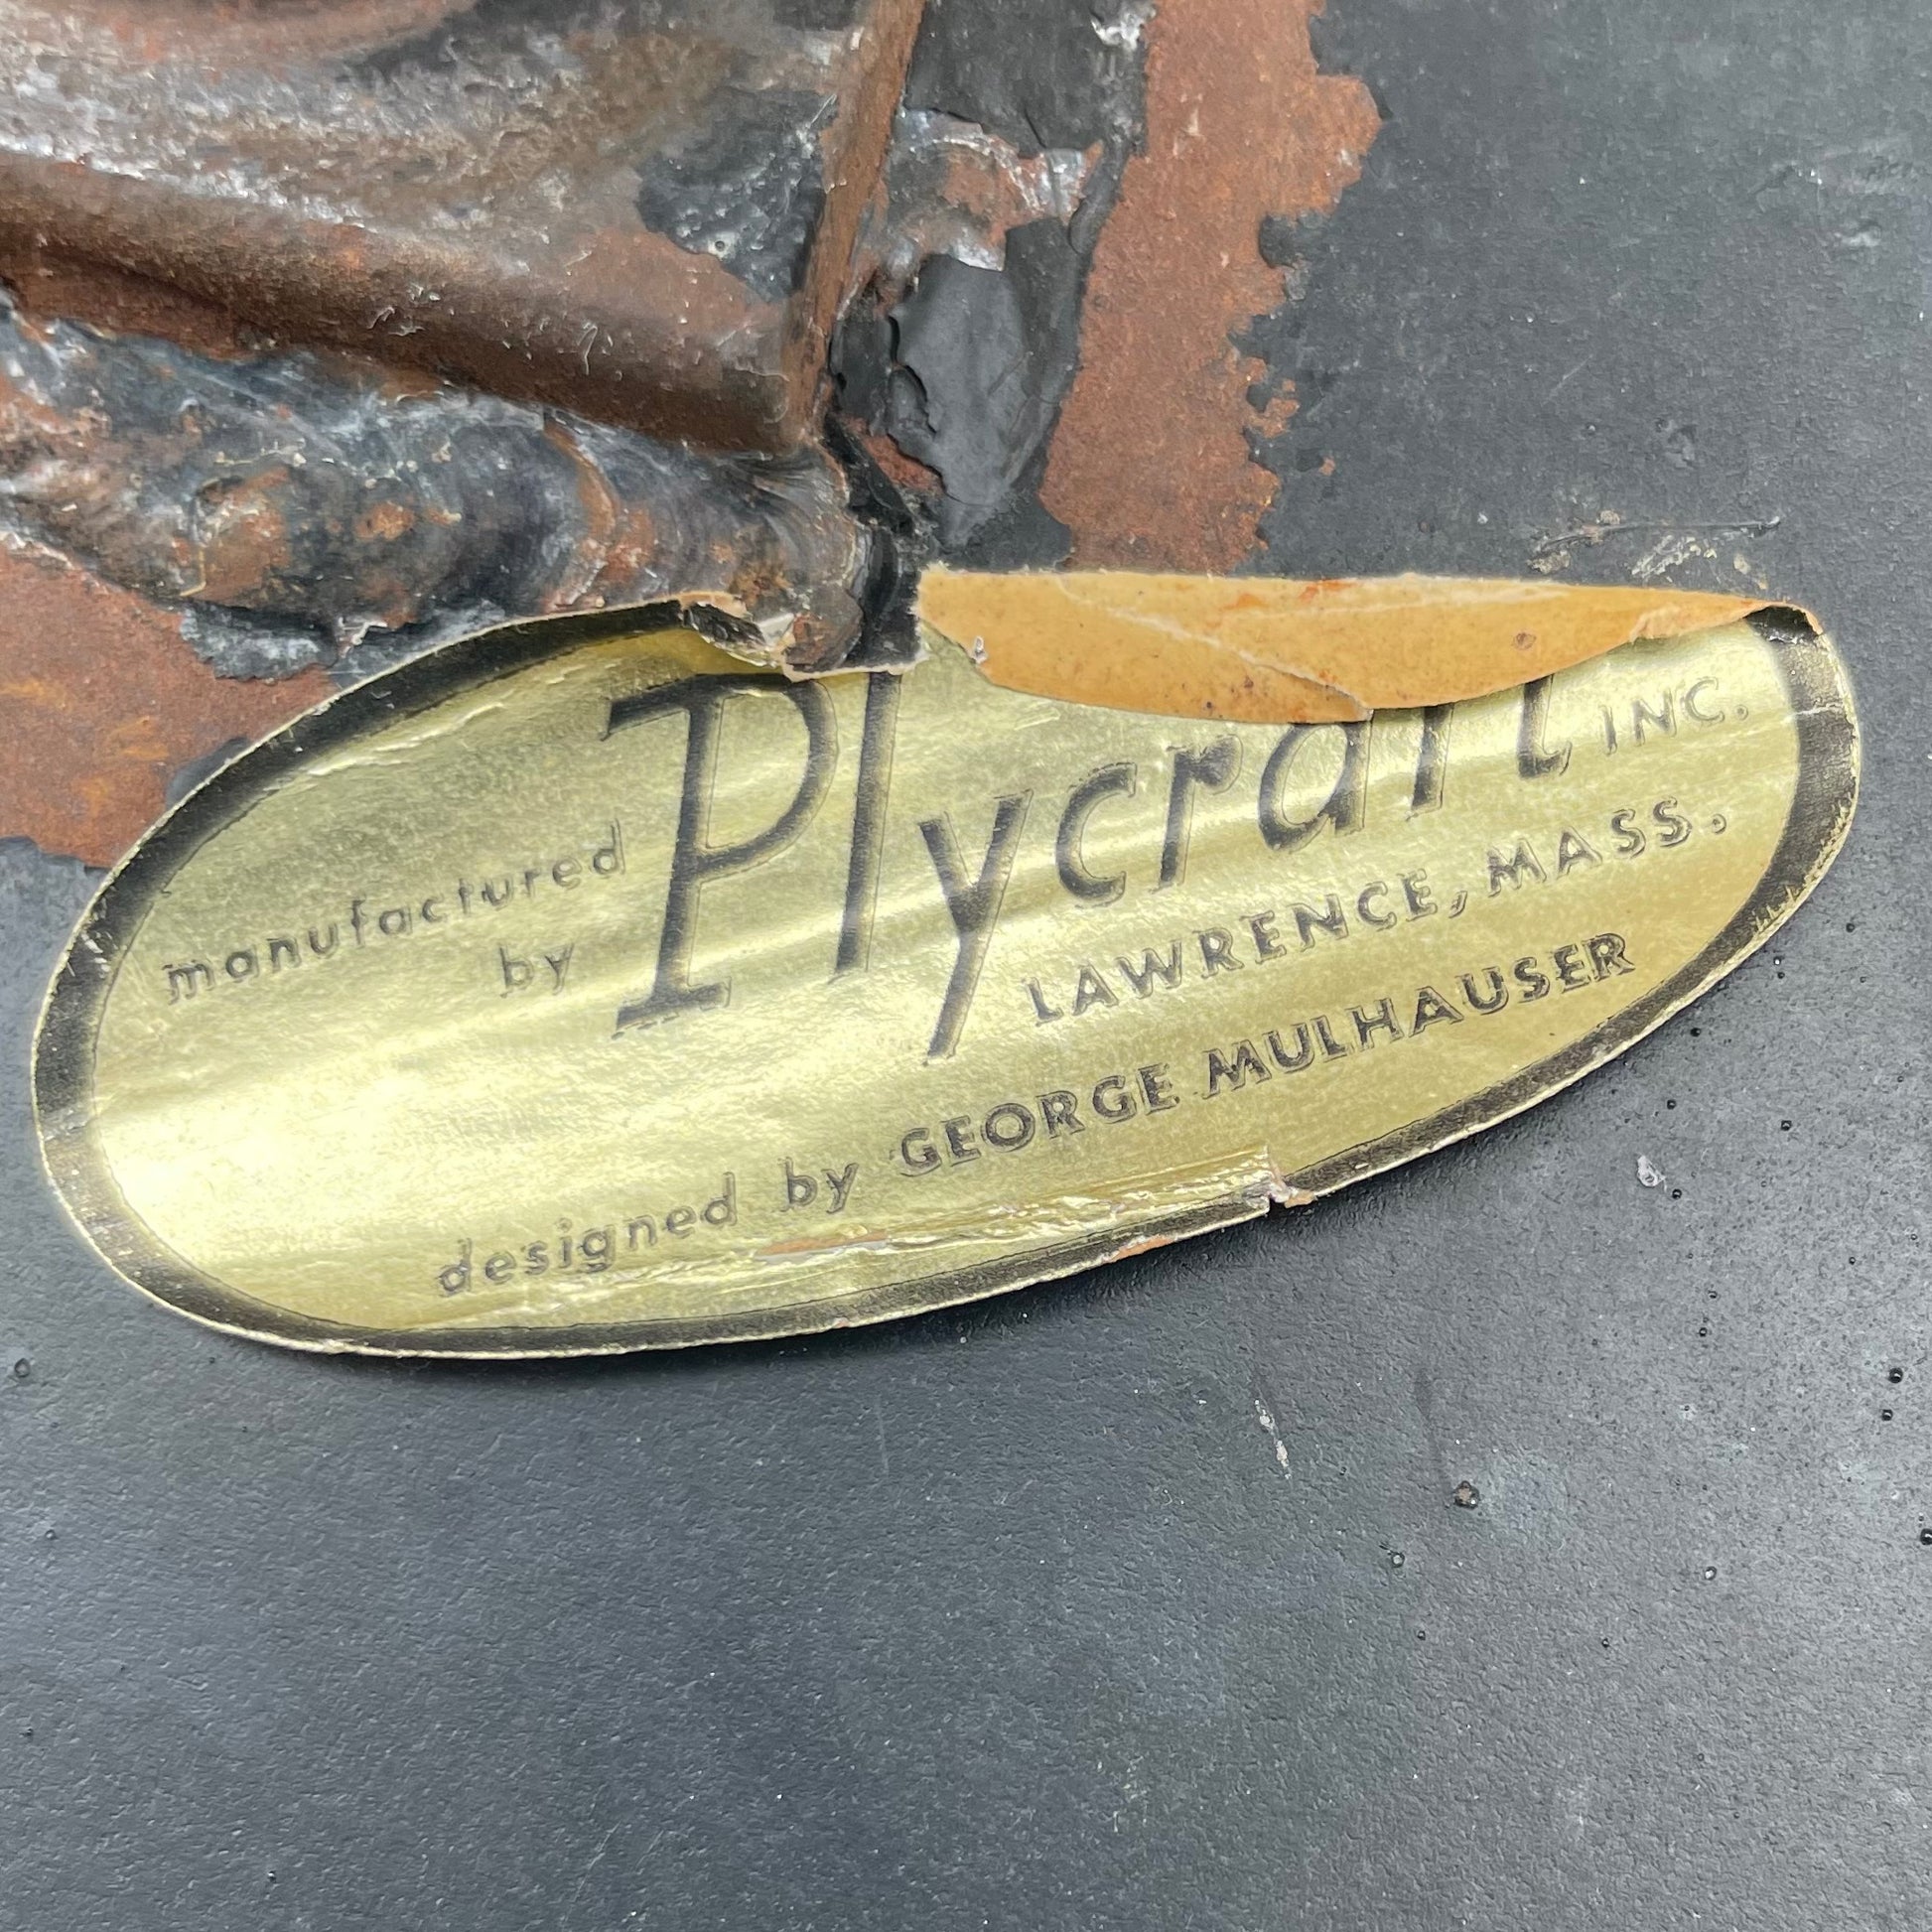 manufactured by Plycraft INC.
LAWRENCE, MASS.
designed by GEORGE MULHAUSER